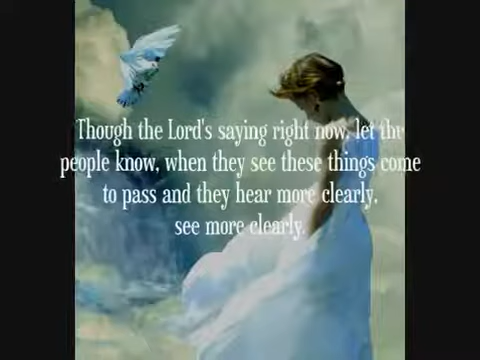 Though the Lord's saying right now, let the
people know, when they see these things come
to pass and they hear more clearly,
see more clearly.